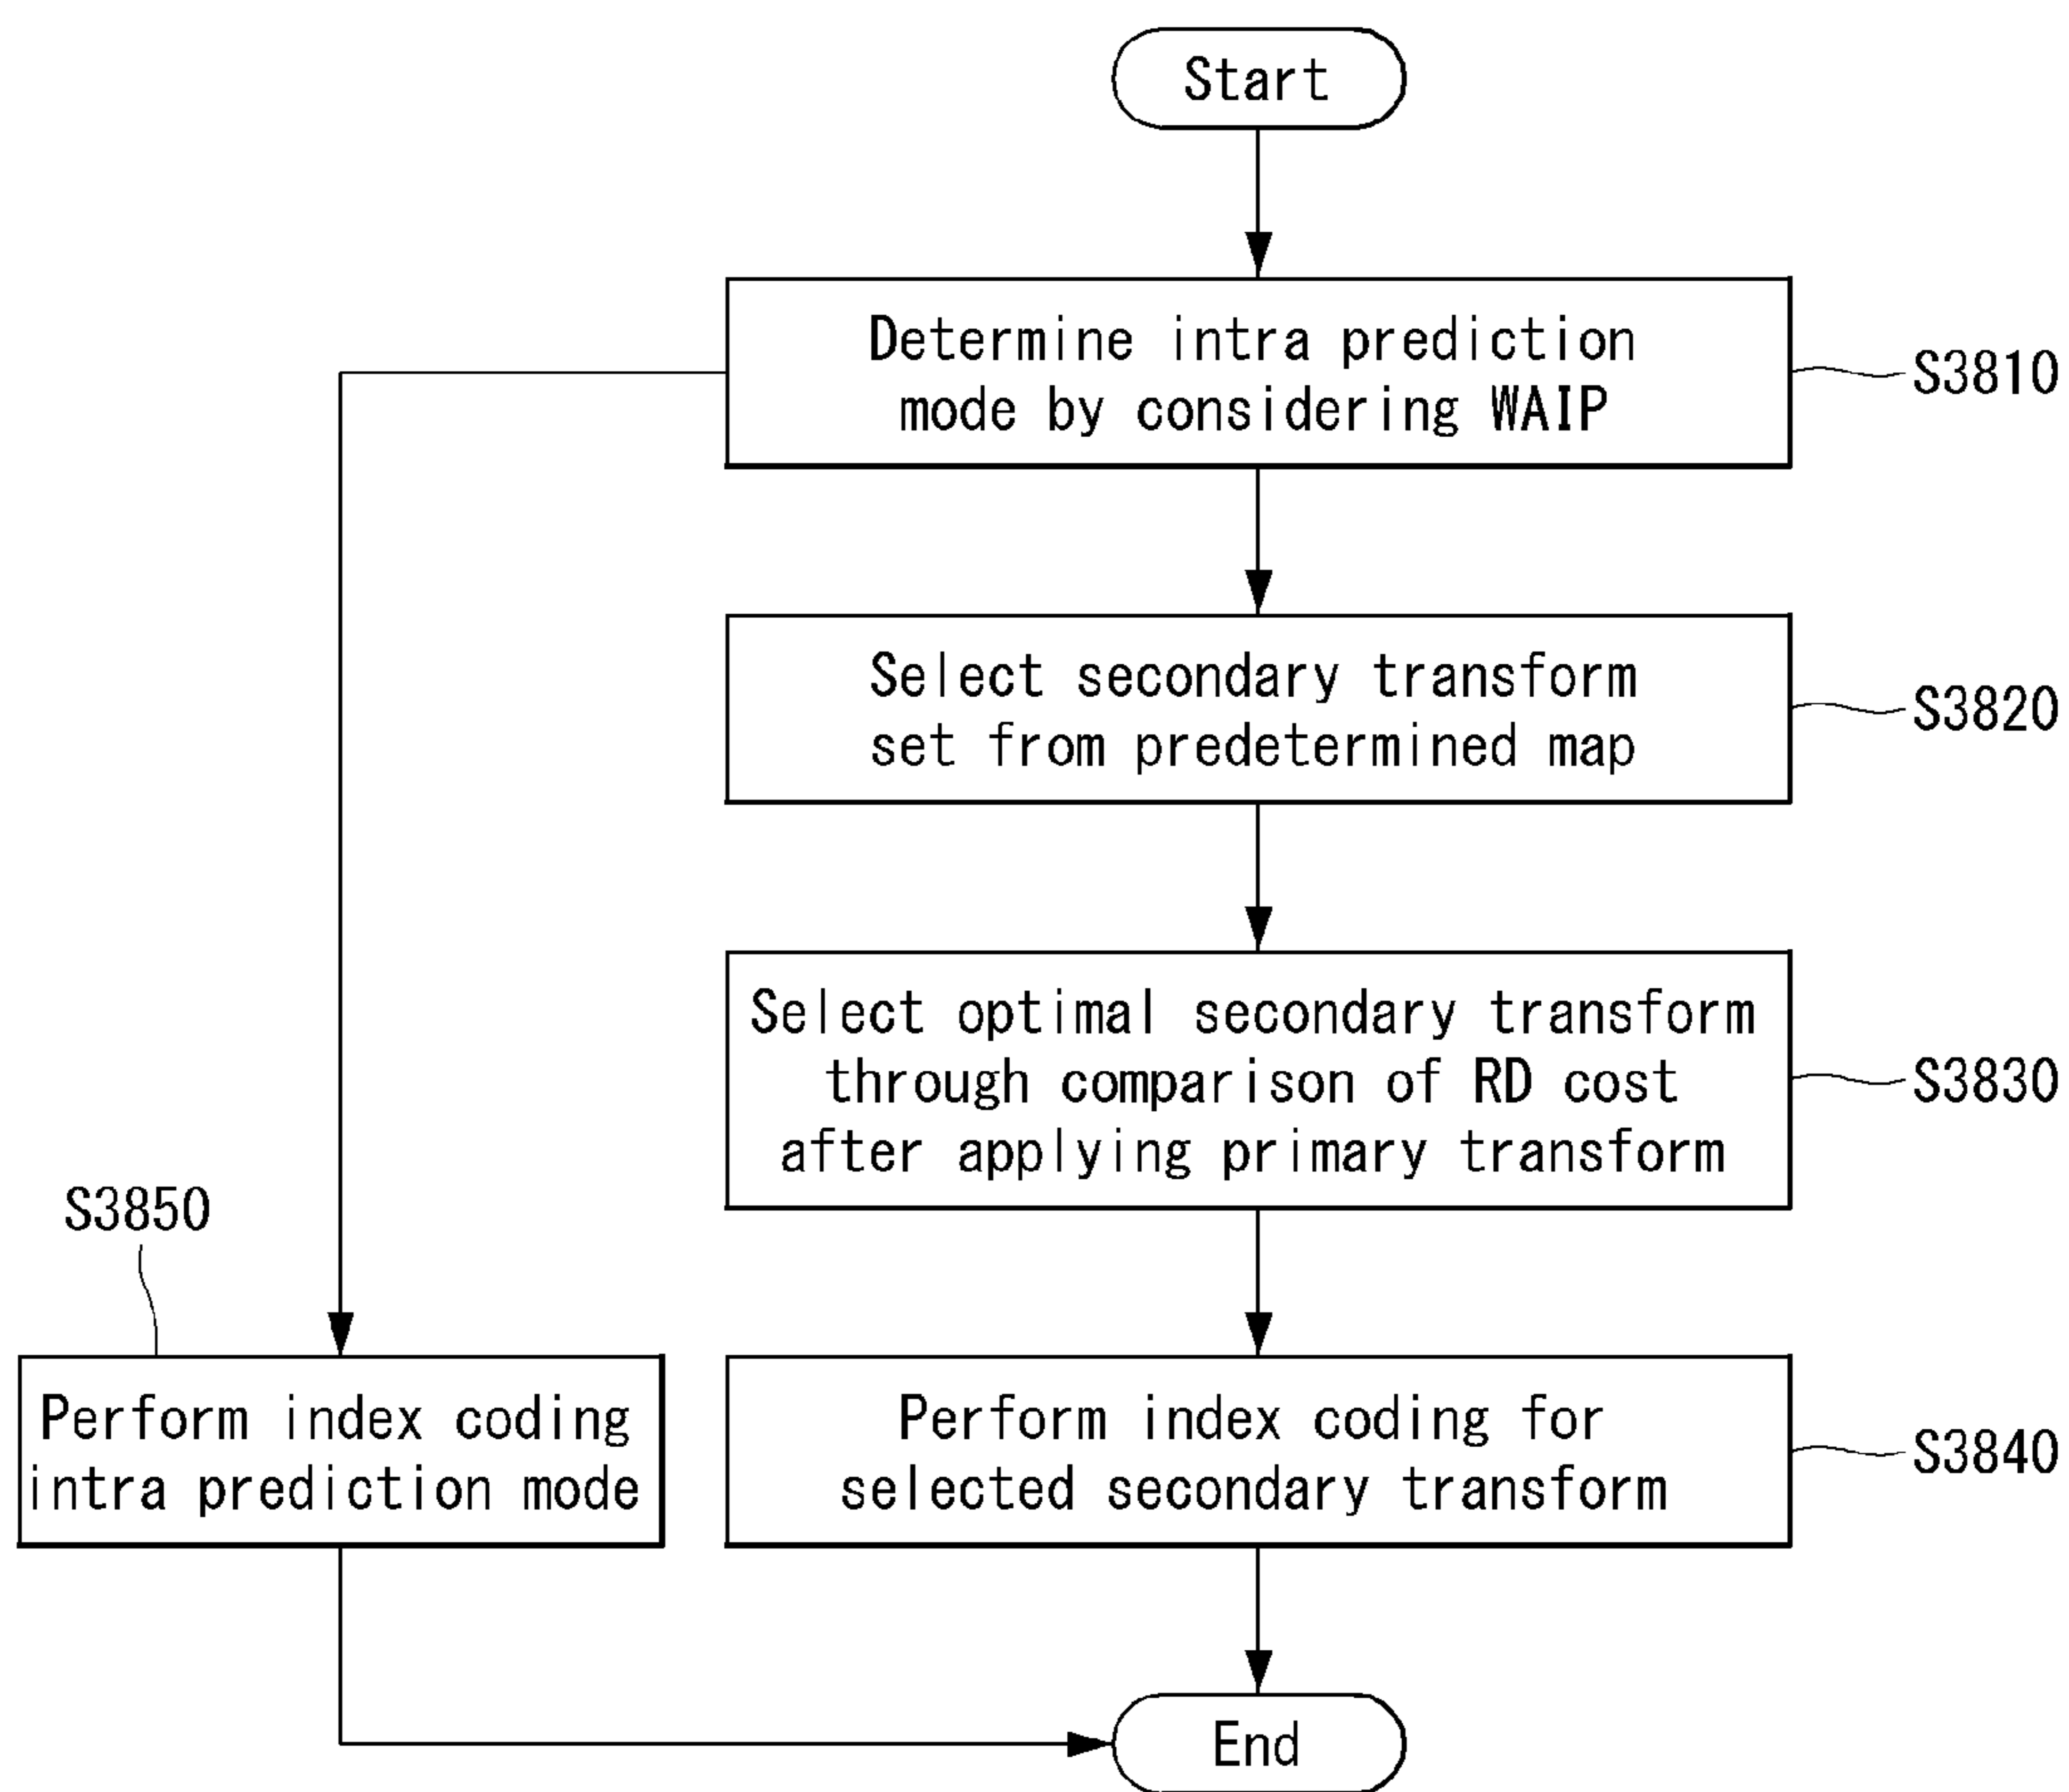 Start
Determine intra prediction
mode by considering WAIP
S3810
Select secondary transform
set from predetermined map
S3820
Select optimal secondary transform
through comparison of RD cost
after applying primary transform
S3830
S3850
Perform index coding
intra prediction mode
Perform index coding for
selected secondary transform
S3840
End